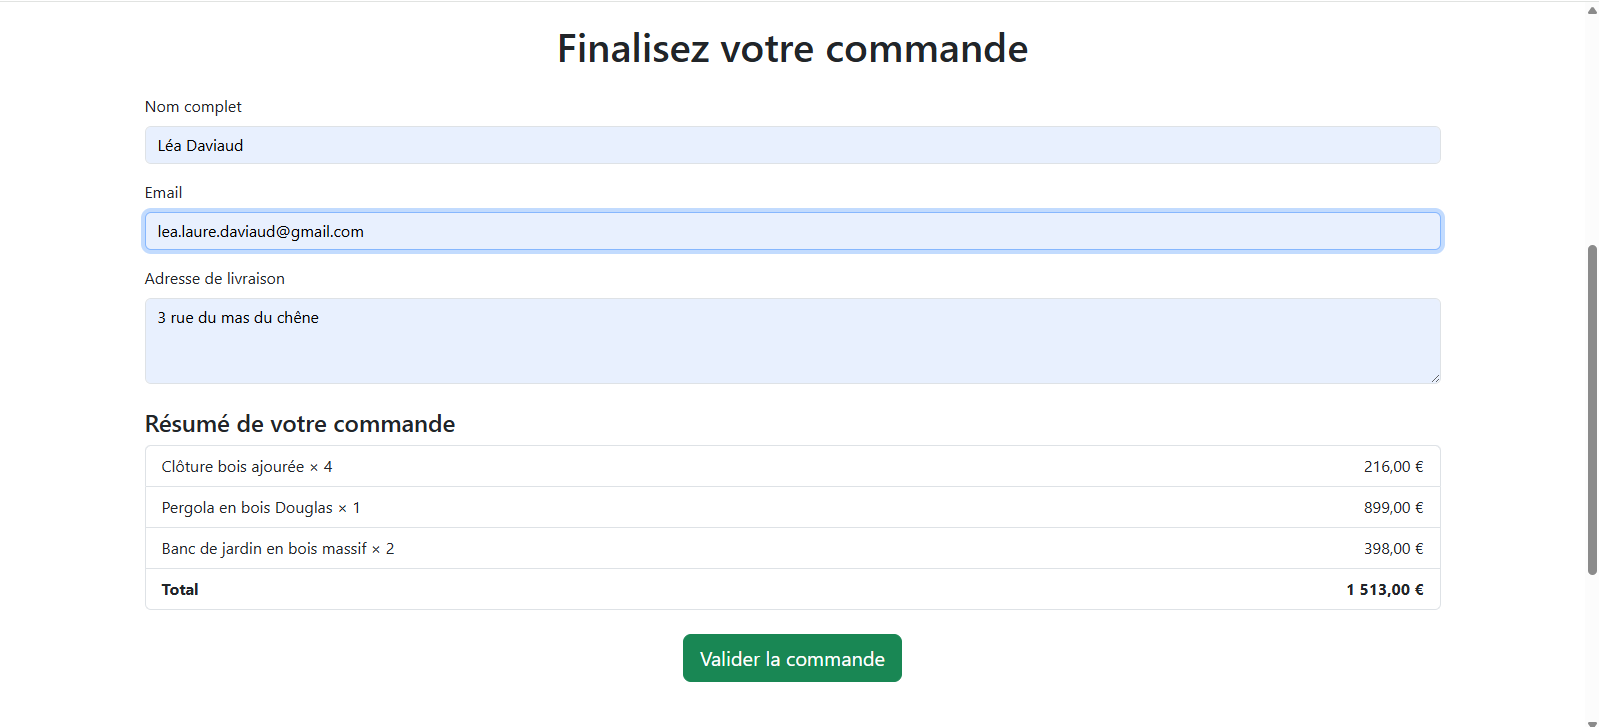 Finalisez votre commande
Nom complet
Léa Daviaud
Email
lea.laure.daviaud@gmail.com
Adresse de livraison
3 rue du mas du chêne
Résumé de votre commande
Clôture bois ajourée × 4 216,00 €
Pergola en bois Douglas × 1 899,00 €
Banc de jardin en bois massif × 2 398,00 €
Total 1 513,00 €
Valider la commande